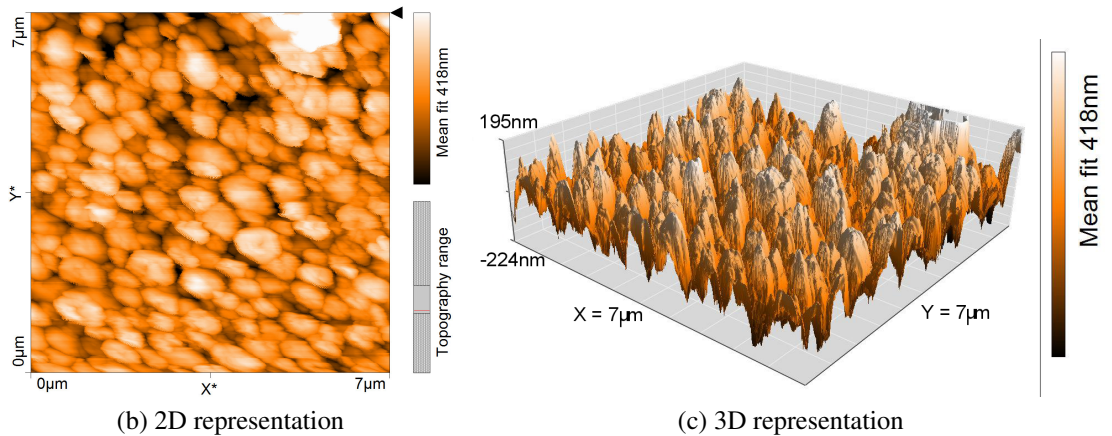 7µm
Y*
0µm
0µm
X*
7µm
Mean fit 418nm
Topography range
(b) 2D representation
195nm
-224nm
X = 7µm
Y = 7µm
Mean fit 418nm
(c) 3D representation